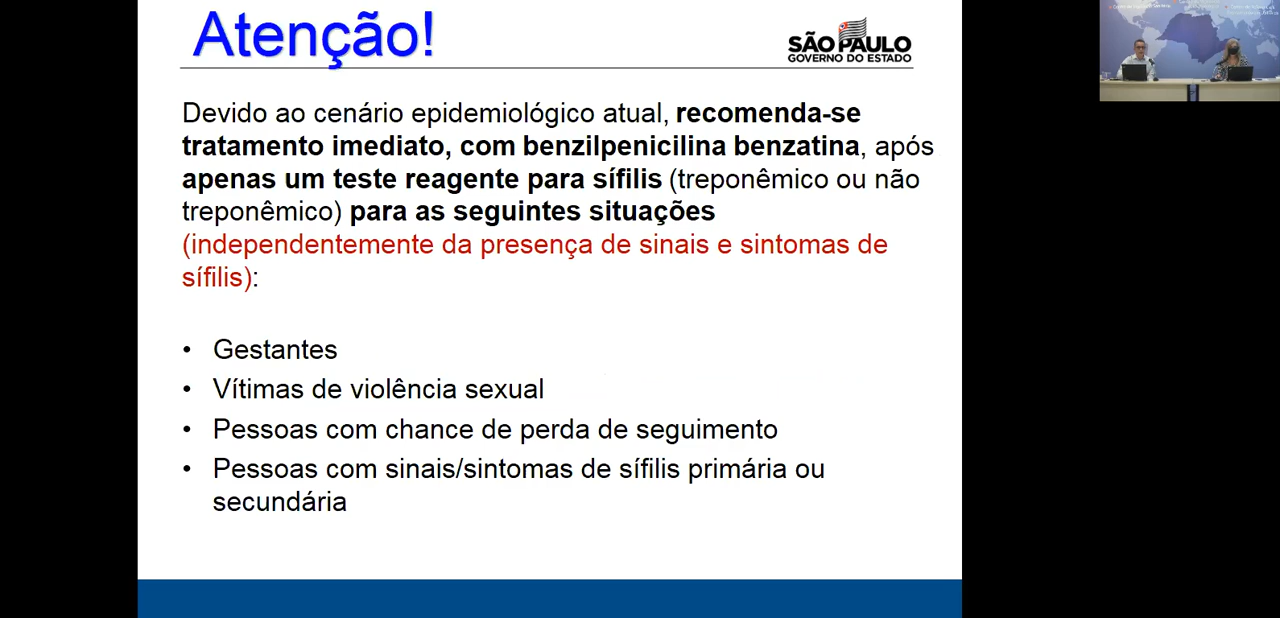 Atenção!
SÃO PAULO
GOVERNO DO ESTADO
Devido ao cenário epidemiológico atual, recomenda-se
tratamento imediato, com benzilpenicilina benzatina, após
apenas um teste reagente para sífilis (treponêmico ou não
treponêmico) para as seguintes situações
(independentemente da presença de sinais e sintomas de
sífilis):
• Gestantes
• Vítimas de violência sexual
• Pessoas com chance de perda de seguimento
• Pessoas com sinais/sintomas de sífilis primária ou
secundária